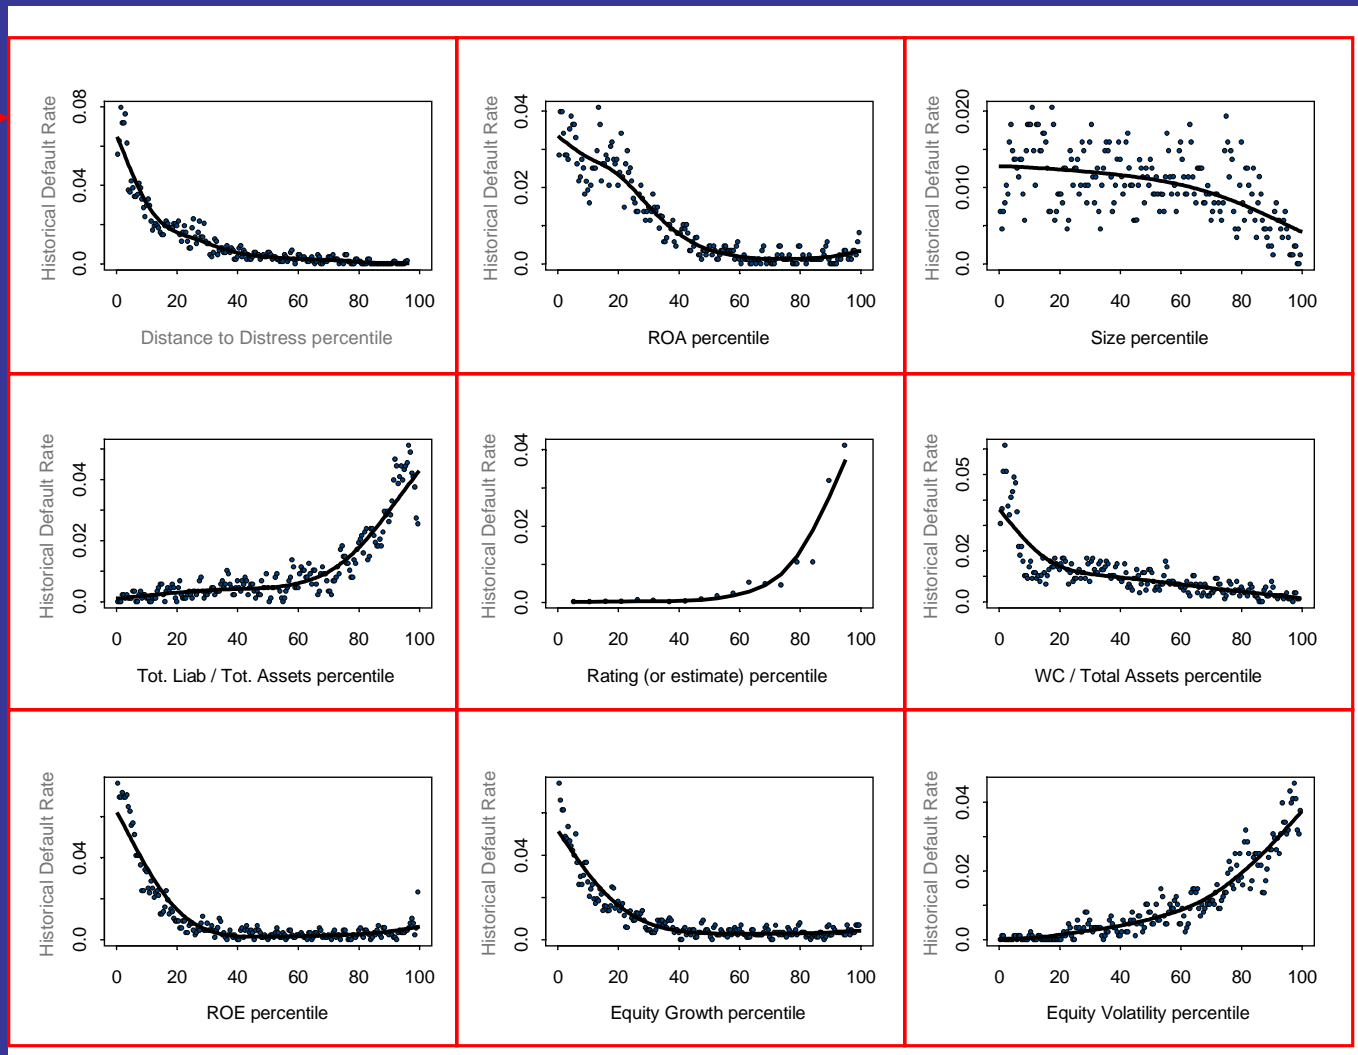 Historical Default Rate
0.0 0.04 0.08
0 20 40 60 80 100
Distance to Distress percentile
Historical Default Rate
0.0 0.02 0.04
0 20 40 60 80 100
ROA percentile
Historical Default Rate
0.0 0.010 0.020
0 20 40 60 80 100
Size percentile
Historical Default Rate
0.0 0.02 0.04
0 20 40 60 80 100
Tot. Liab / Tot. Assets percentile
Historical Default Rate
0.0 0.02 0.04
0 20 40 60 80 100
Rating (or estimate) percentile
Historical Default Rate
0.0 0.02 0.05
0 20 40 60 80 100
WC / Total Assets percentile
Historical Default Rate
0.0 0.04
0 20 40 60 80 100
ROE percentile
Historical Default Rate
0.0 0.04
0 20 40 60 80 100
Equity Growth percentile
Historical Default Rate
0.0 0.02 0.04
0 20 40 60 80 100
Equity Volatility percentile